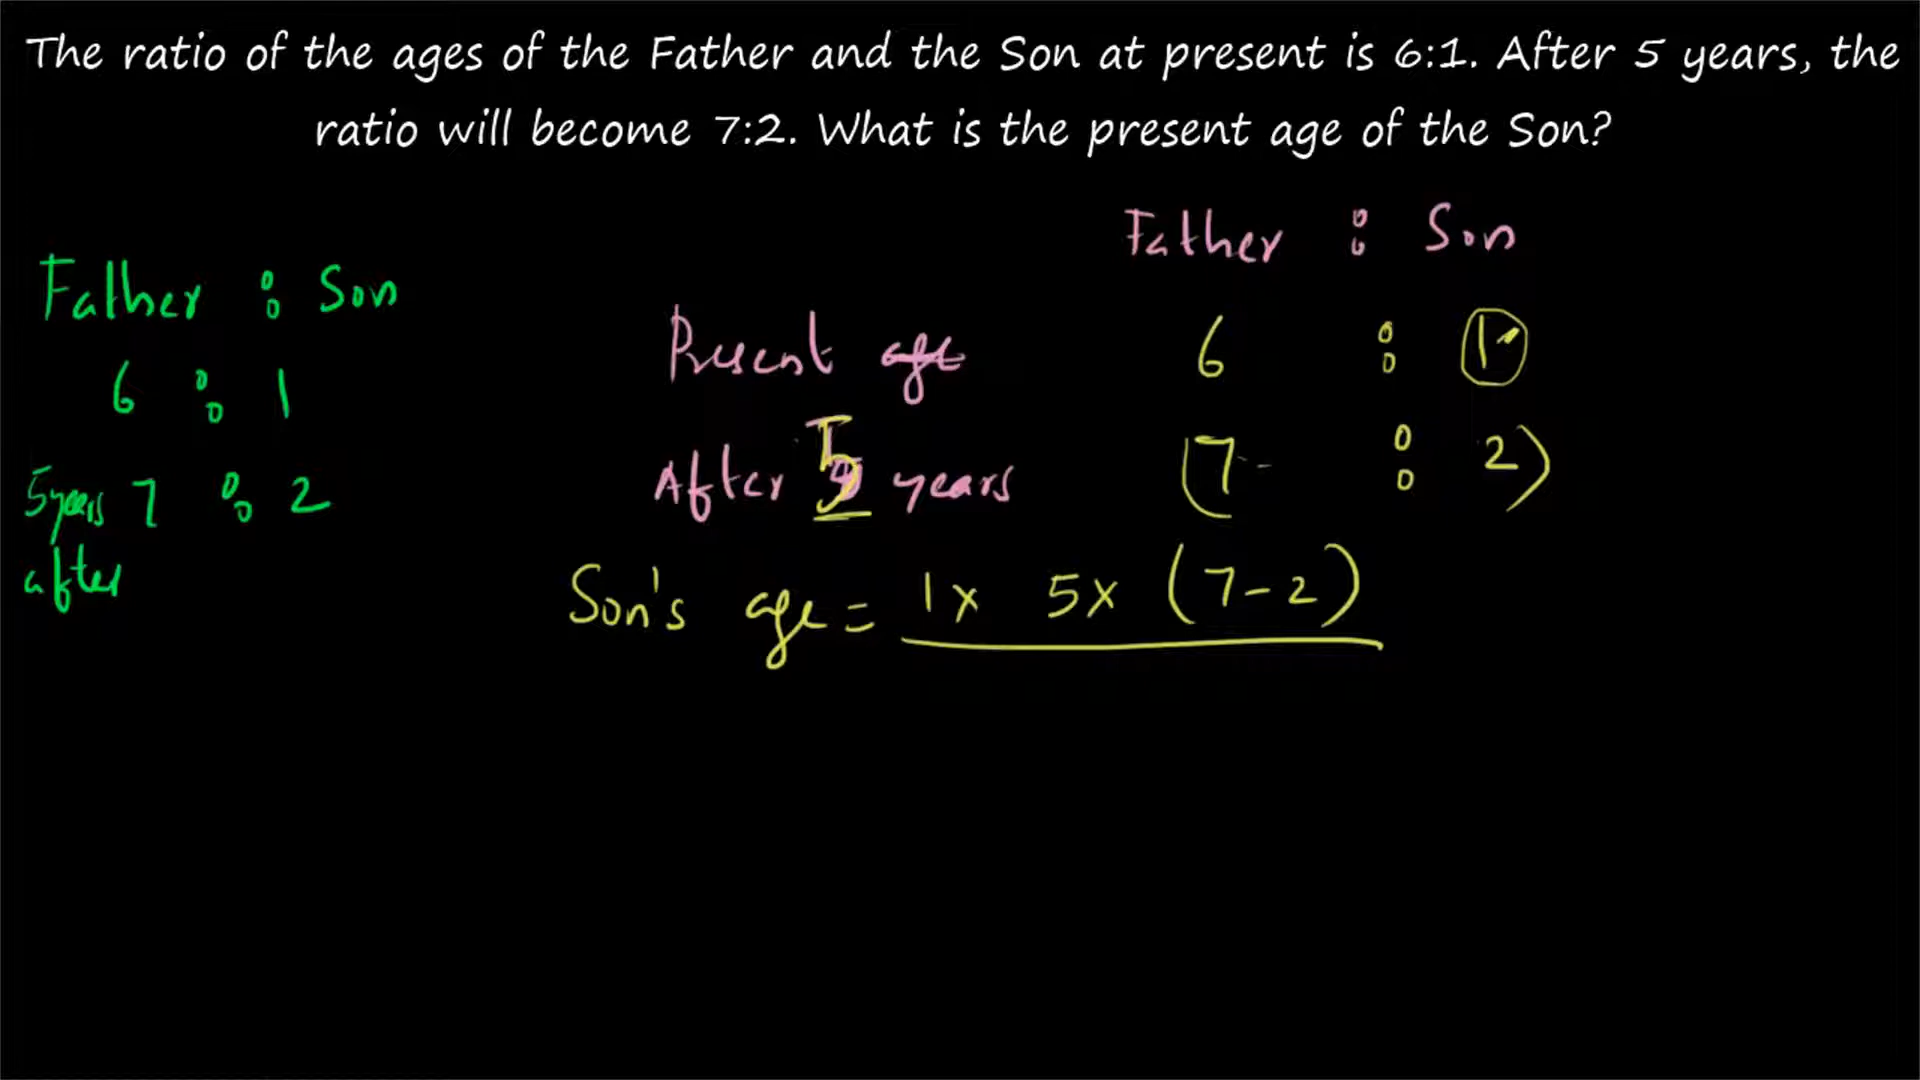 The ratio of the ages of the Father and the Son at present is 6:1. After 5 years, the
ratio will become 7:2. What is the present age of the Son?
Father : Son
6 : 1
5years 7 : 2
after
Father : Son
Present age 6 : 1
After 5 years (7 - : 2)
Son's age = 1x 5x (7-2)